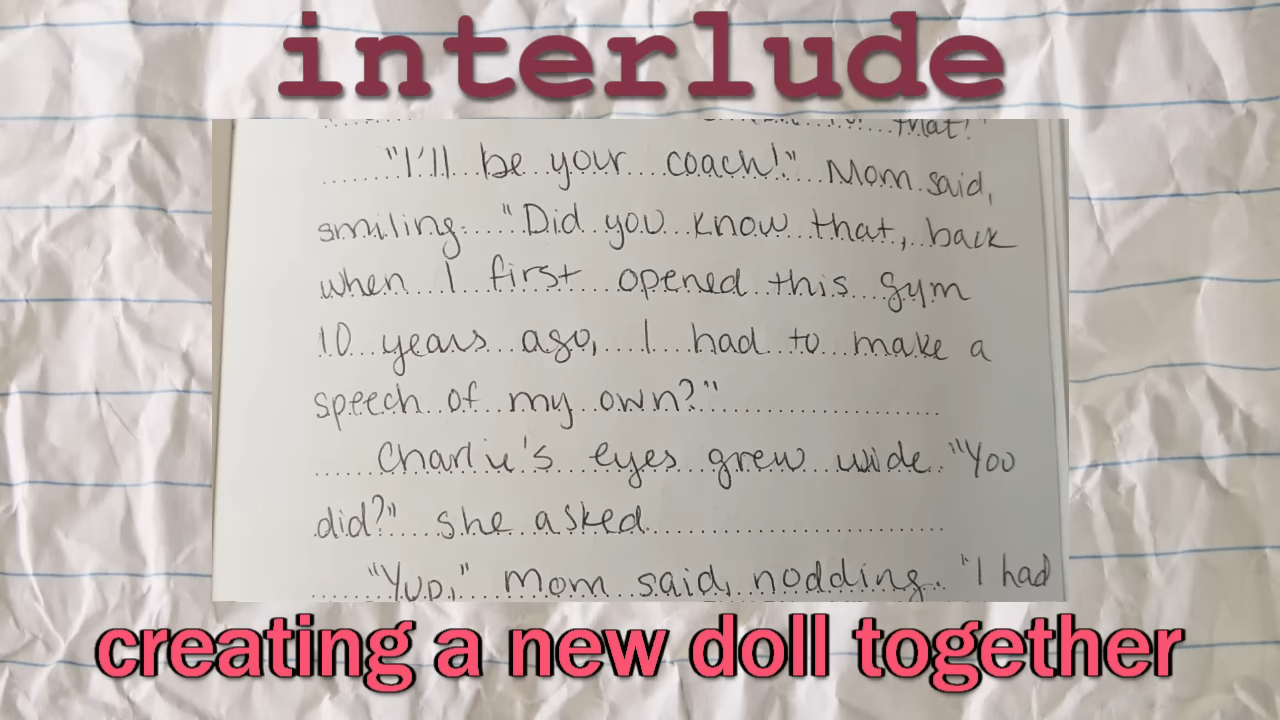 interlude
that!"
"I'll be your coach!" Mom said,
smiling. "Did you know that, back
when I first opened this gym
10 years ago, I had to make a
speech of my own?"
Charlie's eyes grew wide. "You
did?" she asked.
"Yup," Mom said, nodding. "I had
creating a new doll together